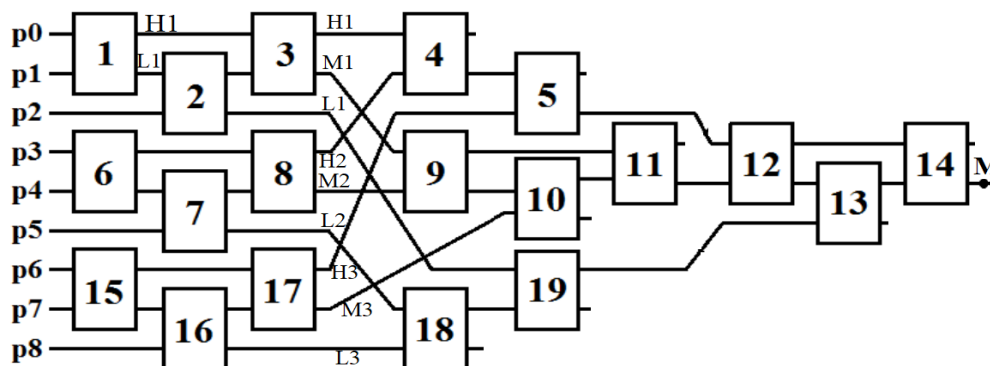 p0 1 H1 3 H1 4
p1 L1 2 M1 5
p2 L1
p3 6 8 H2 9 11 12 14
p4 7 M2 10 13 M
p5 L2
p6 15 17 H3 19
p7 16 M3 18
p8 L3